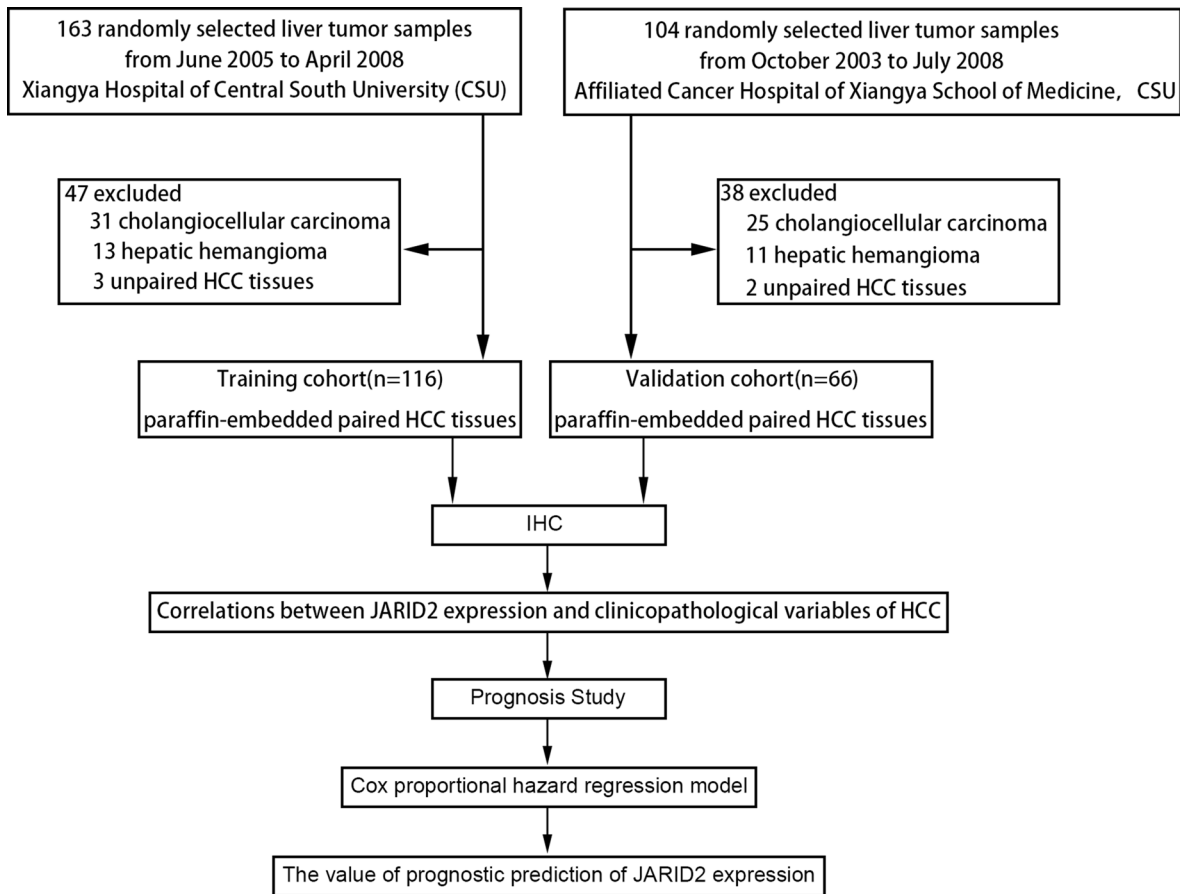 163 randomly selected liver tumor samples
from June 2005 to April 2008
Xiangya Hospital of Central South University (CSU)
104 randomly selected liver tumor samples
from October 2003 to July 2008
Affiliated Cancer Hospital of Xiangya School of Medicine, CSU
47 excluded
31 cholangiocellular carcinoma
13 hepatic hemangioma
3 unpaired HCC tissues
38 excluded
25 cholangiocellular carcinoma
11 hepatic hemangioma
2 unpaired HCC tissues
Training cohort(n=116)
paraffin-embedded paired HCC tissues
Validation cohort(n=66)
paraffin-embedded paired HCC tissues
IHC
Correlations between JARID2 expression and clinicopathological variables of HCC
Prognosis Study
Cox proportional hazard regression model
The value of prognostic prediction of JARID2 expression